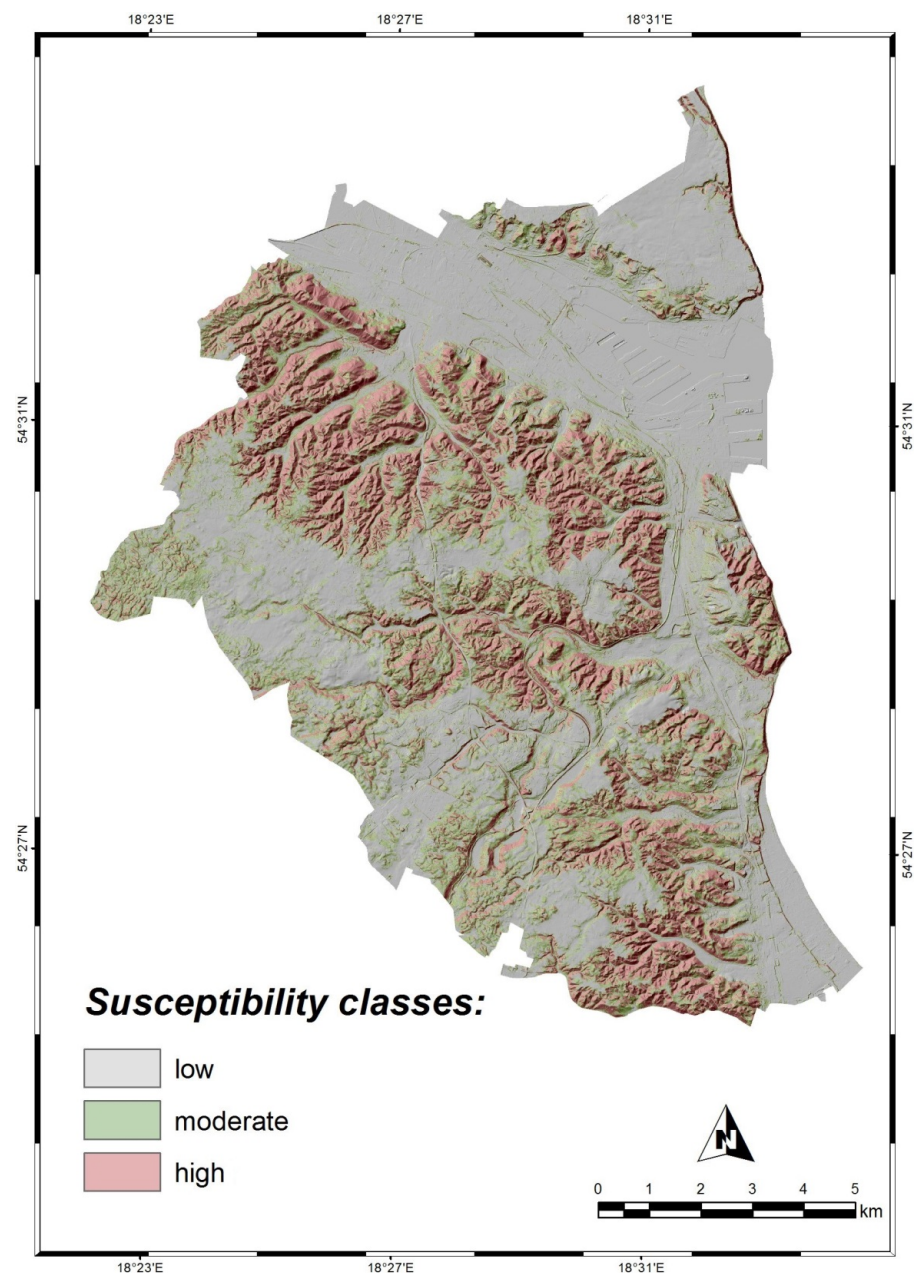 18°23'E 18°27'E 18°31'E
54°31'N 54°31'N
54°27'N 54°27'N
Susceptibility classes:
low
moderate
high
N
0 1 2 3 4 5
km
18°23'E 18°27'E 18°31'E